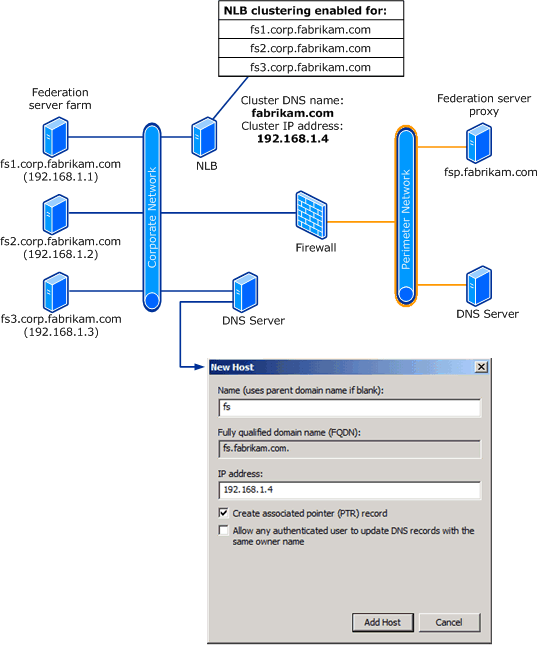 NLB clustering enabled for:
fs1.corp.fabrikam.com
fs2.corp.fabrikam.com
fs3.corp.fabrikam.com
Federation
server farm
Cluster DNS name:
fabrikam.com
Cluster IP address:
192.168.1.4
Federation server
proxy
fs1.corp.fabrikam.com
(192.168.1.1)
NLB
fsp.fabrikam.com
Corporate Network
Perimeter Network
fs2.corp.fabrikam.com
(192.168.1.2)
Firewall
fs3.corp.fabrikam.com
(192.168.1.3)
DNS Server
DNS Server
New Host
Name (uses parent domain name if blank):
fs
Fully qualified domain name (FQDN):
fs.fabrikam.com.
IP address:
192.168.1.4
Create associated pointer (PTR) record
Allow any authenticated user to update DNS records with the
same owner name
Add Host
Cancel